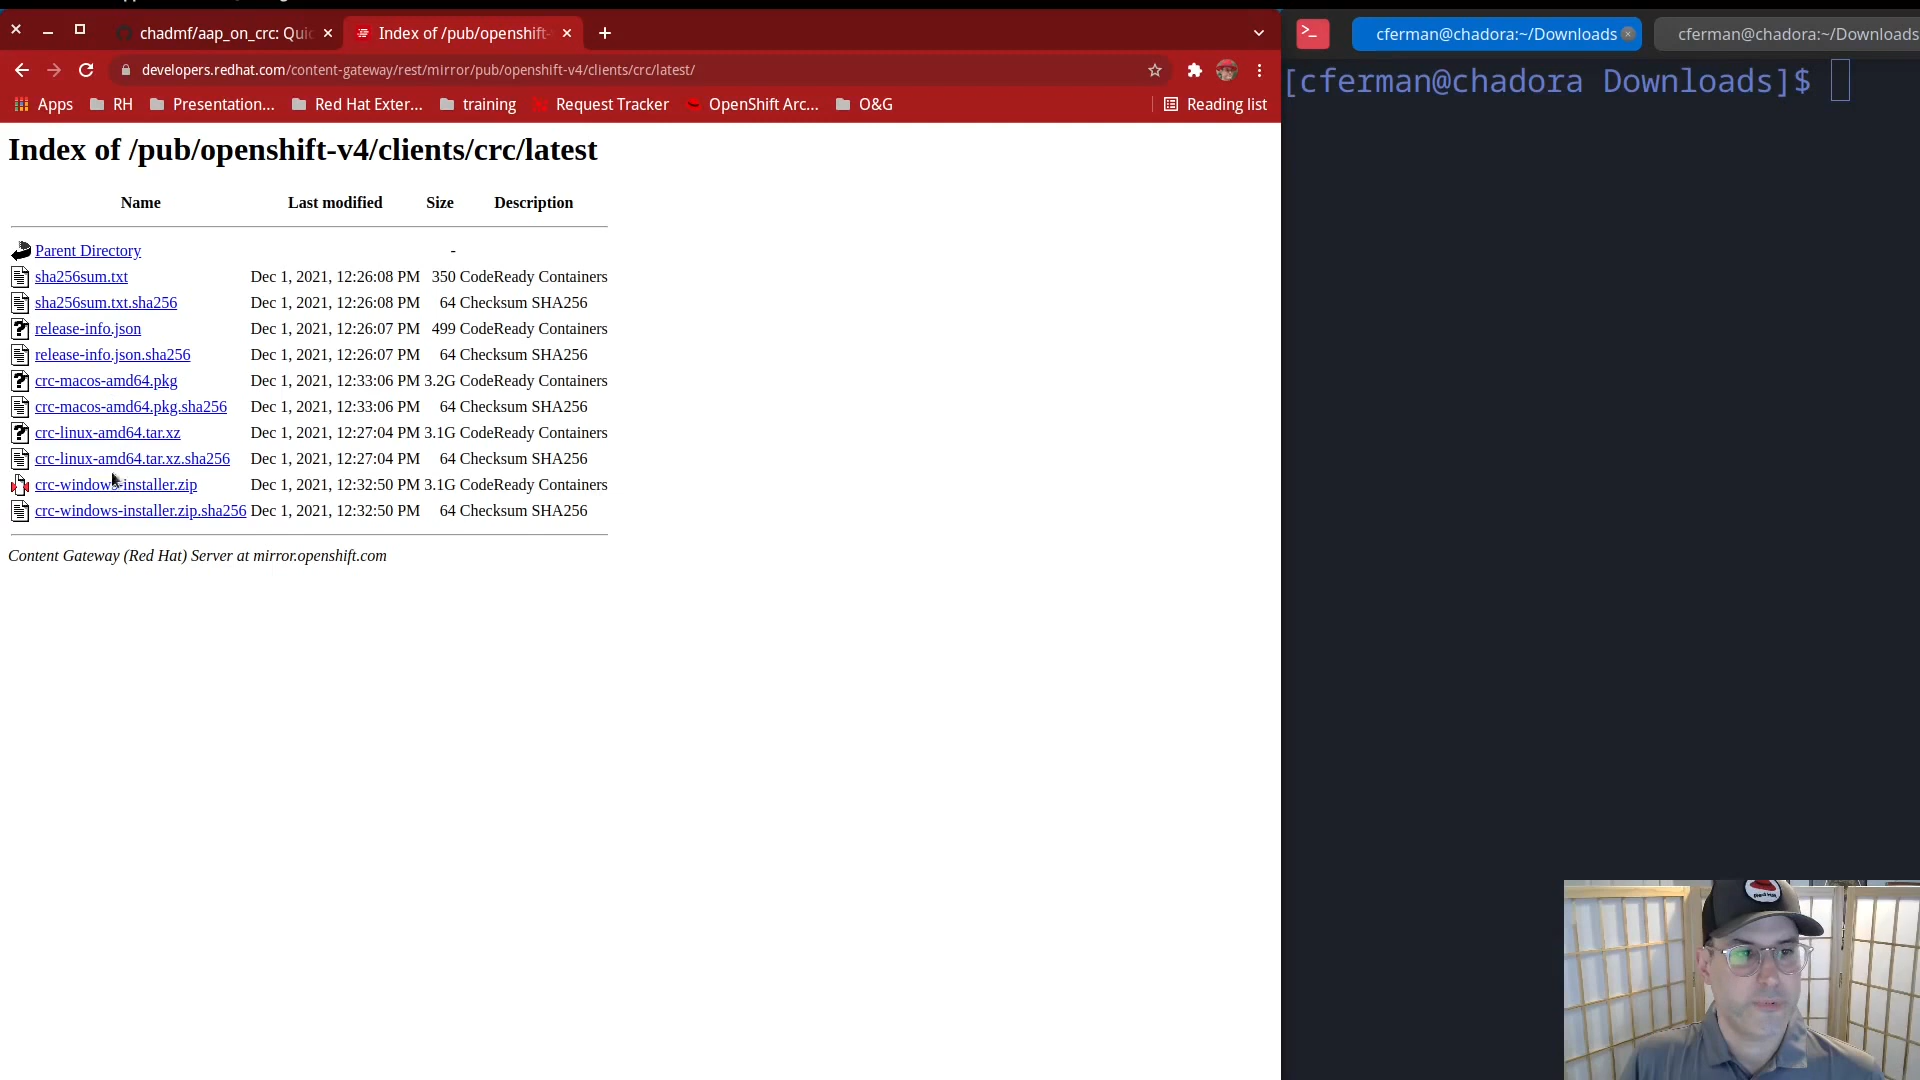 chadmf/aap_on_crc: Quic
Index of /pub/openshift-
cferman@chadora:~/Downloads
cferman@chadora:~/Downloads
developers.redhat.com/content-gateway/rest/mirror/pub/openshift-v4/clients/crc/latest/
[cferman@chadora Downloads]$
Apps RH Presentation... Red Hat Exter... training Request Tracker OpenShift Arc... O&G Reading list
Index of /pub/openshift-v4/clients/crc/latest
Name Last modified Size Description
Parent Directory -
sha256sum.txt Dec 1, 2021, 12:26:08 PM 350 CodeReady Containers
sha256sum.txt.sha256 Dec 1, 2021, 12:26:08 PM 64 Checksum SHA256
release-info.json Dec 1, 2021, 12:26:07 PM 499 CodeReady Containers
release-info.json.sha256 Dec 1, 2021, 12:26:07 PM 64 Checksum SHA256
crc-macos-amd64.pkg Dec 1, 2021, 12:33:06 PM 3.2G CodeReady Containers
crc-macos-amd64.pkg.sha256 Dec 1, 2021, 12:33:06 PM 64 Checksum SHA256
crc-linux-amd64.tar.xz Dec 1, 2021, 12:27:04 PM 3.1G CodeReady Containers
crc-linux-amd64.tar.xz.sha256 Dec 1, 2021, 12:27:04 PM 64 Checksum SHA256
crc-windows-installer.zip Dec 1, 2021, 12:32:50 PM 3.1G CodeReady Containers
crc-windows-installer.zip.sha256 Dec 1, 2021, 12:32:50 PM 64 Checksum SHA256
Content Gateway (Red Hat) Server at mirror.openshift.com